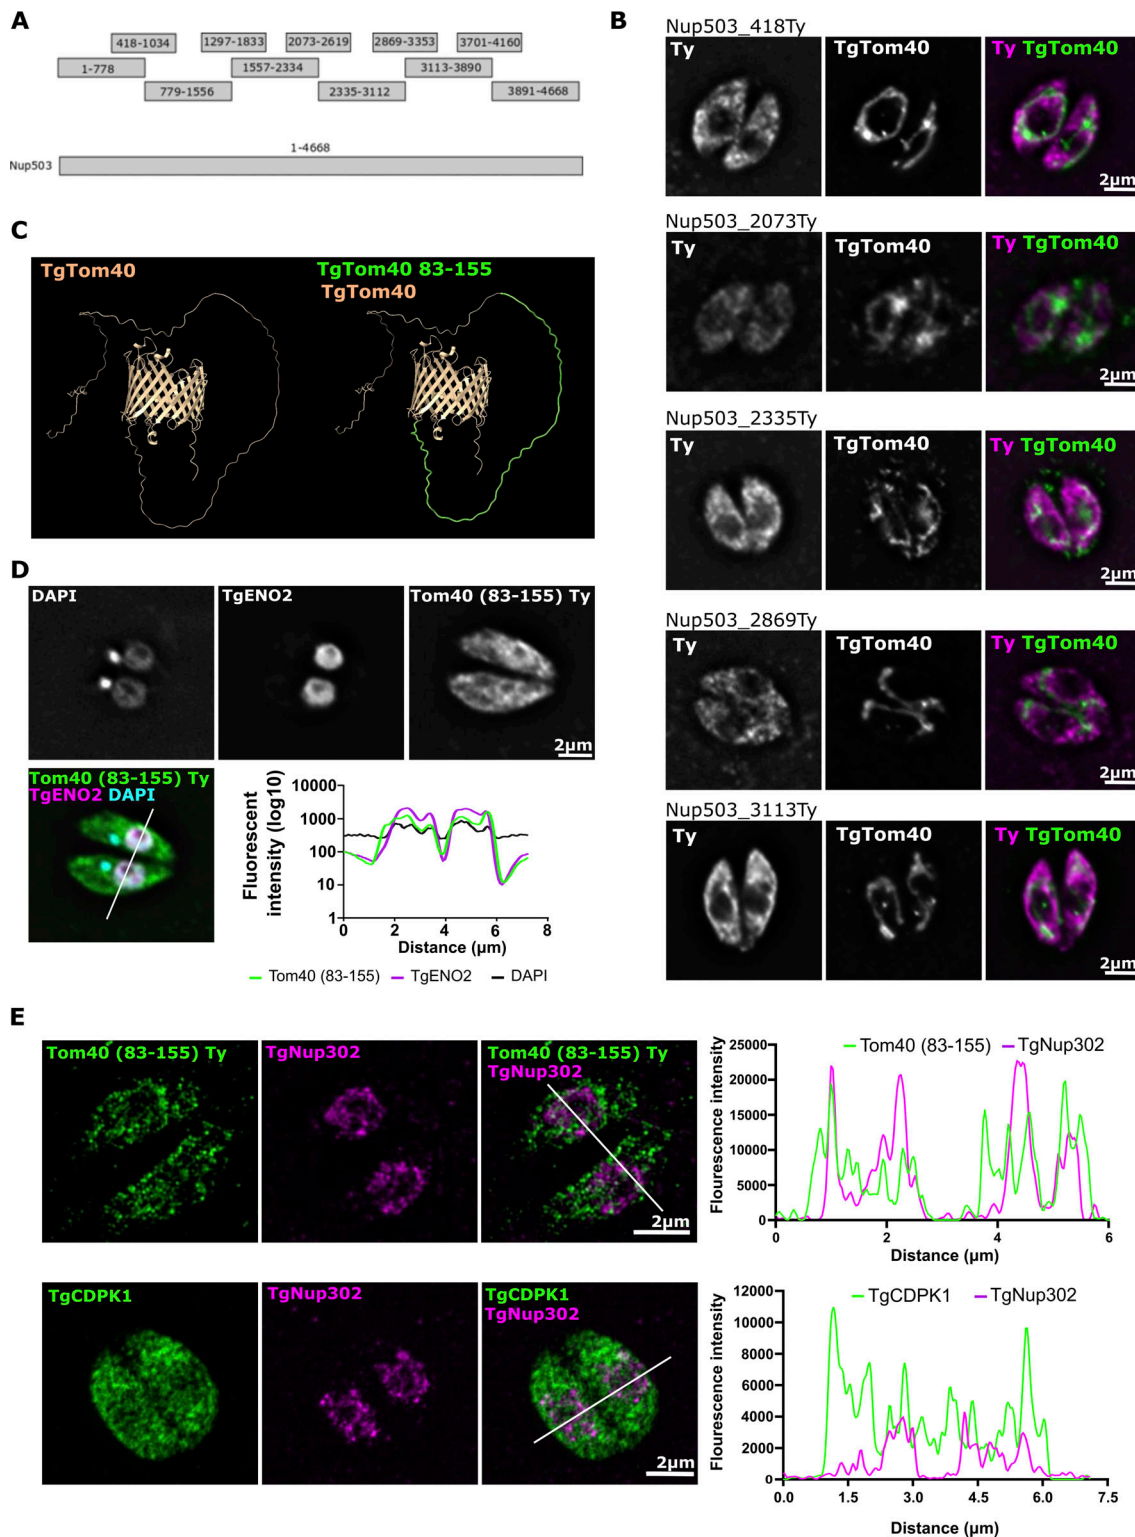 A
418-1034 1297-1833 2073-2619 2869-3353 3701-4160
1-778 1557-2334 3113-3890
779-1556 2335-3112 3891-4668
1-4668
Nup503
B
Nup503_418Ty
Ty TgTom40 Ty TgTom40
2µm
Nup503_2073Ty
Ty TgTom40 Ty TgTom40
2µm
Nup503_2335Ty
Ty TgTom40 Ty TgTom40
2µm
Nup503_2869Ty
Ty TgTom40 Ty TgTom40
2µm
Nup503_3113Ty
Ty TgTom40 Ty TgTom40
2µm
C
TgTom40 TgTom40 83-155
TgTom40
D
DAPI TgENO2 Tom40 (83-155) Ty
2µm
Tom40 (83-155) Ty
TgENO2 DAPI
Fluorescent
intensity (log10)
10000
1000
100
10
1
0 2 4 6 8
Distance (µm)
Tom40 (83-155) TgENO2 DAPI
E
Tom40 (83-155) Ty TgNup302 Tom40 (83-155) Ty
TgNup302
2µm
Tom40 (83-155) TgNup302
Flourescence intensity
25000
20000
15000
10000
5000
0
0 2 4 6
Distance (µm)
TgCDPK1 TgNup302 TgCDPK1
TgNup302
2µm
TgCDPK1 TgNup302
Flourescence intensity
12000
10000
8000
6000
4000
2000
0
0.0 1.5 3.0 4.5 6.0 7.5
Distance (µm)